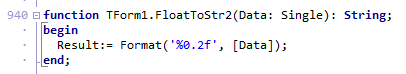 940 function TForm1.FloatToStr2(Data: Single): String;
begin
Result:= Format('%0.2f', [Data]);
end;